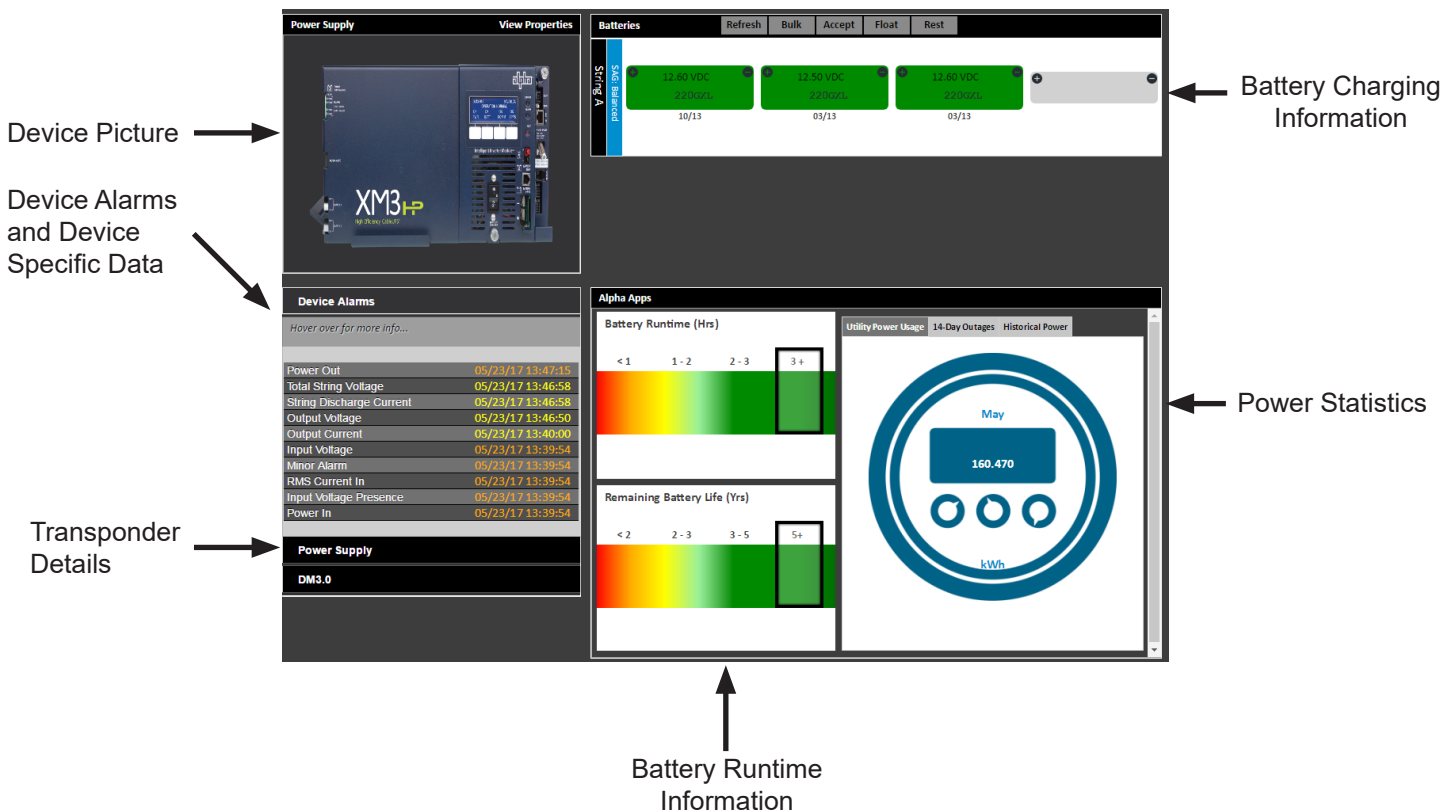 Power Supply View Properties
Batteries Refresh Bulk Accept Float Rest
String A
SAG: Balanced
12.60 VDC
220GXL
10/13
12.50 VDC
220GXL
03/13
12.60 VDC
220GXL
03/13
alpha
XM3 HP
Battery Charging
Information
Device Picture
Device Alarms
and Device
Specific Data
Device Alarms
Hover over for more info...
Power Out 05/23/17 13:47:15
Total String Voltage 05/23/17 13:46:58
String Discharge Current 05/23/17 13:46:58
Output Voltage 05/23/17 13:46:50
Output Current 05/23/17 13:40:00
Input Voltage 05/23/17 13:39:54
Minor Alarm 05/23/17 13:39:54
RMS Current In 05/23/17 13:39:54
Input Voltage Presence 05/23/17 13:39:54
Power In 05/23/17 13:39:54
Power Supply
DM3.0
Transponder
Details
Alpha Apps
Battery Runtime (Hrs)
< 1 1 - 2 2 - 3 3 +
Remaining Battery Life (Yrs)
< 2 2 - 3 3 - 5 5+
Utility Power Usage 14-Day Outages Historical Power
May
160.470
kWh
Power Statistics
Battery Runtime
Information